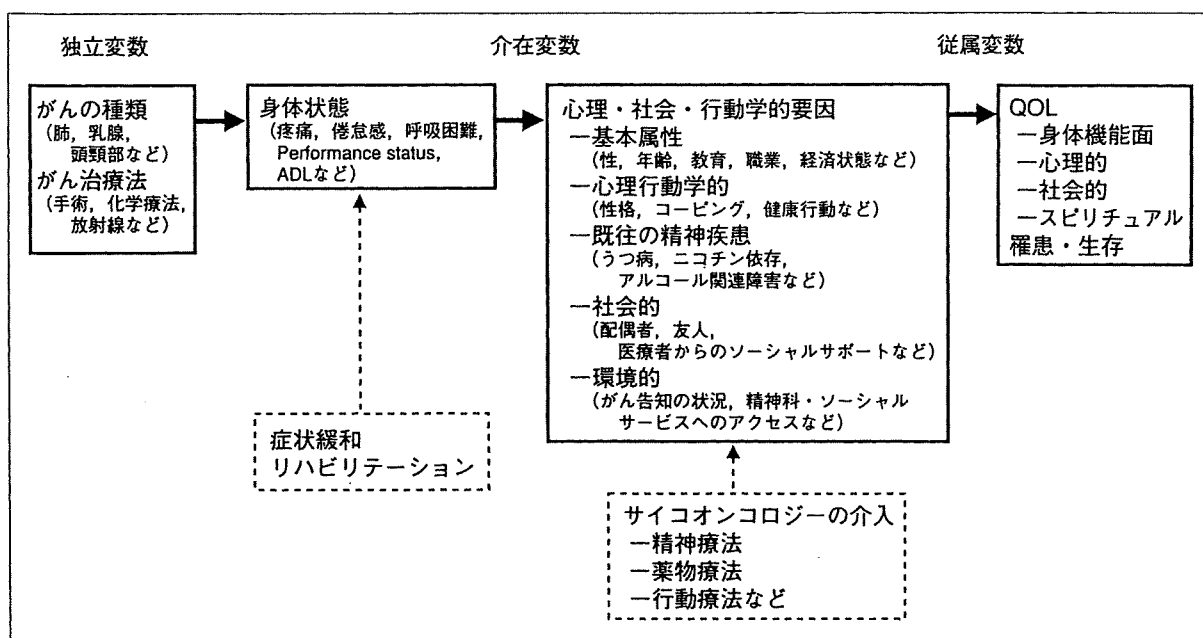 独立変数
介在変数
従属変数
がんの種類
（肺，乳腺，
頭頸部など）
がん治療法
（手術，化学療法，
放射線など）
身体状態
（疼痛，倦怠感，呼吸困難，
Performance status，
ADLなど）
心理・社会・行動学的要因
―基本属性
（性，年齢，教育，職業，経済状態など）
―心理行動学的
（性格，コーピング，健康行動など）
―既往の精神疾患
（うつ病，ニコチン依存，
アルコール関連障害など）
―社会的
（配偶者，友人，
医療者からのソーシャルサポートなど）
―環境的
（がん告知の状況，精神科・ソーシャル
サービスへのアクセスなど）
QOL
―身体機能面
―心理的
―社会的
―スピリチュアル
罹患・生存
症状緩和
リハビリテーション
サイコオンコロジーの介入
―精神療法
―薬物療法
―行動療法など